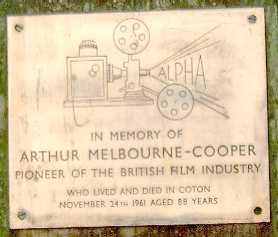 ALPHA
IN MEMORY OF
ARTHUR MELBOURNE-COOPER
PIONEER OF THE BRITISH FILM INDUSTRY
WHO LIVED AND DIED IN COTON
NOVEMBER 24TH 1961 AGED 88 YEARS